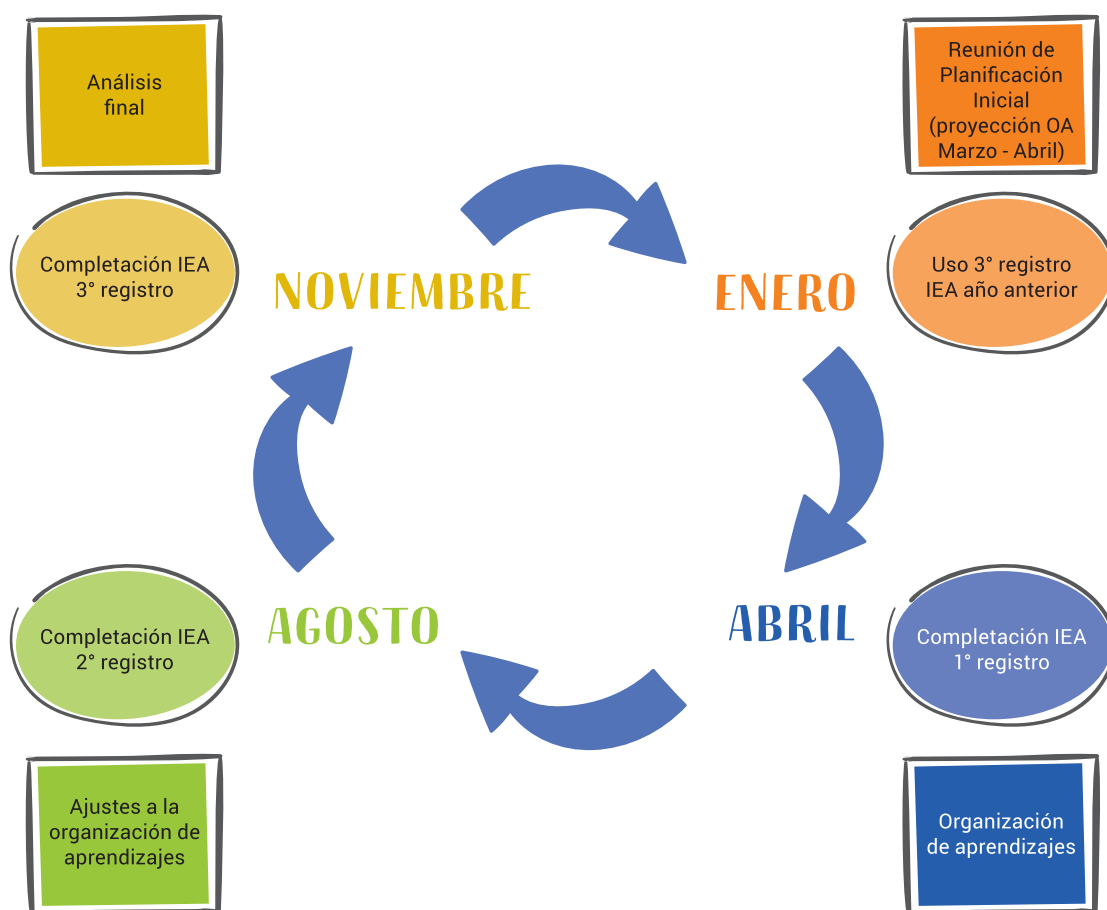 Análisis
final
Reunión de
Planificación
Inicial
(proyección OA
Marzo - Abril)
Completación IEA
3° registro
NOVIEMBRE
ENERO
Uso 3° registro
IEA año anterior
Completación IEA
2° registro
AGOSTO
ABRIL
Completación IEA
1° registro
Ajustes a la
organización de
aprendizajes
Organización
de aprendizajes